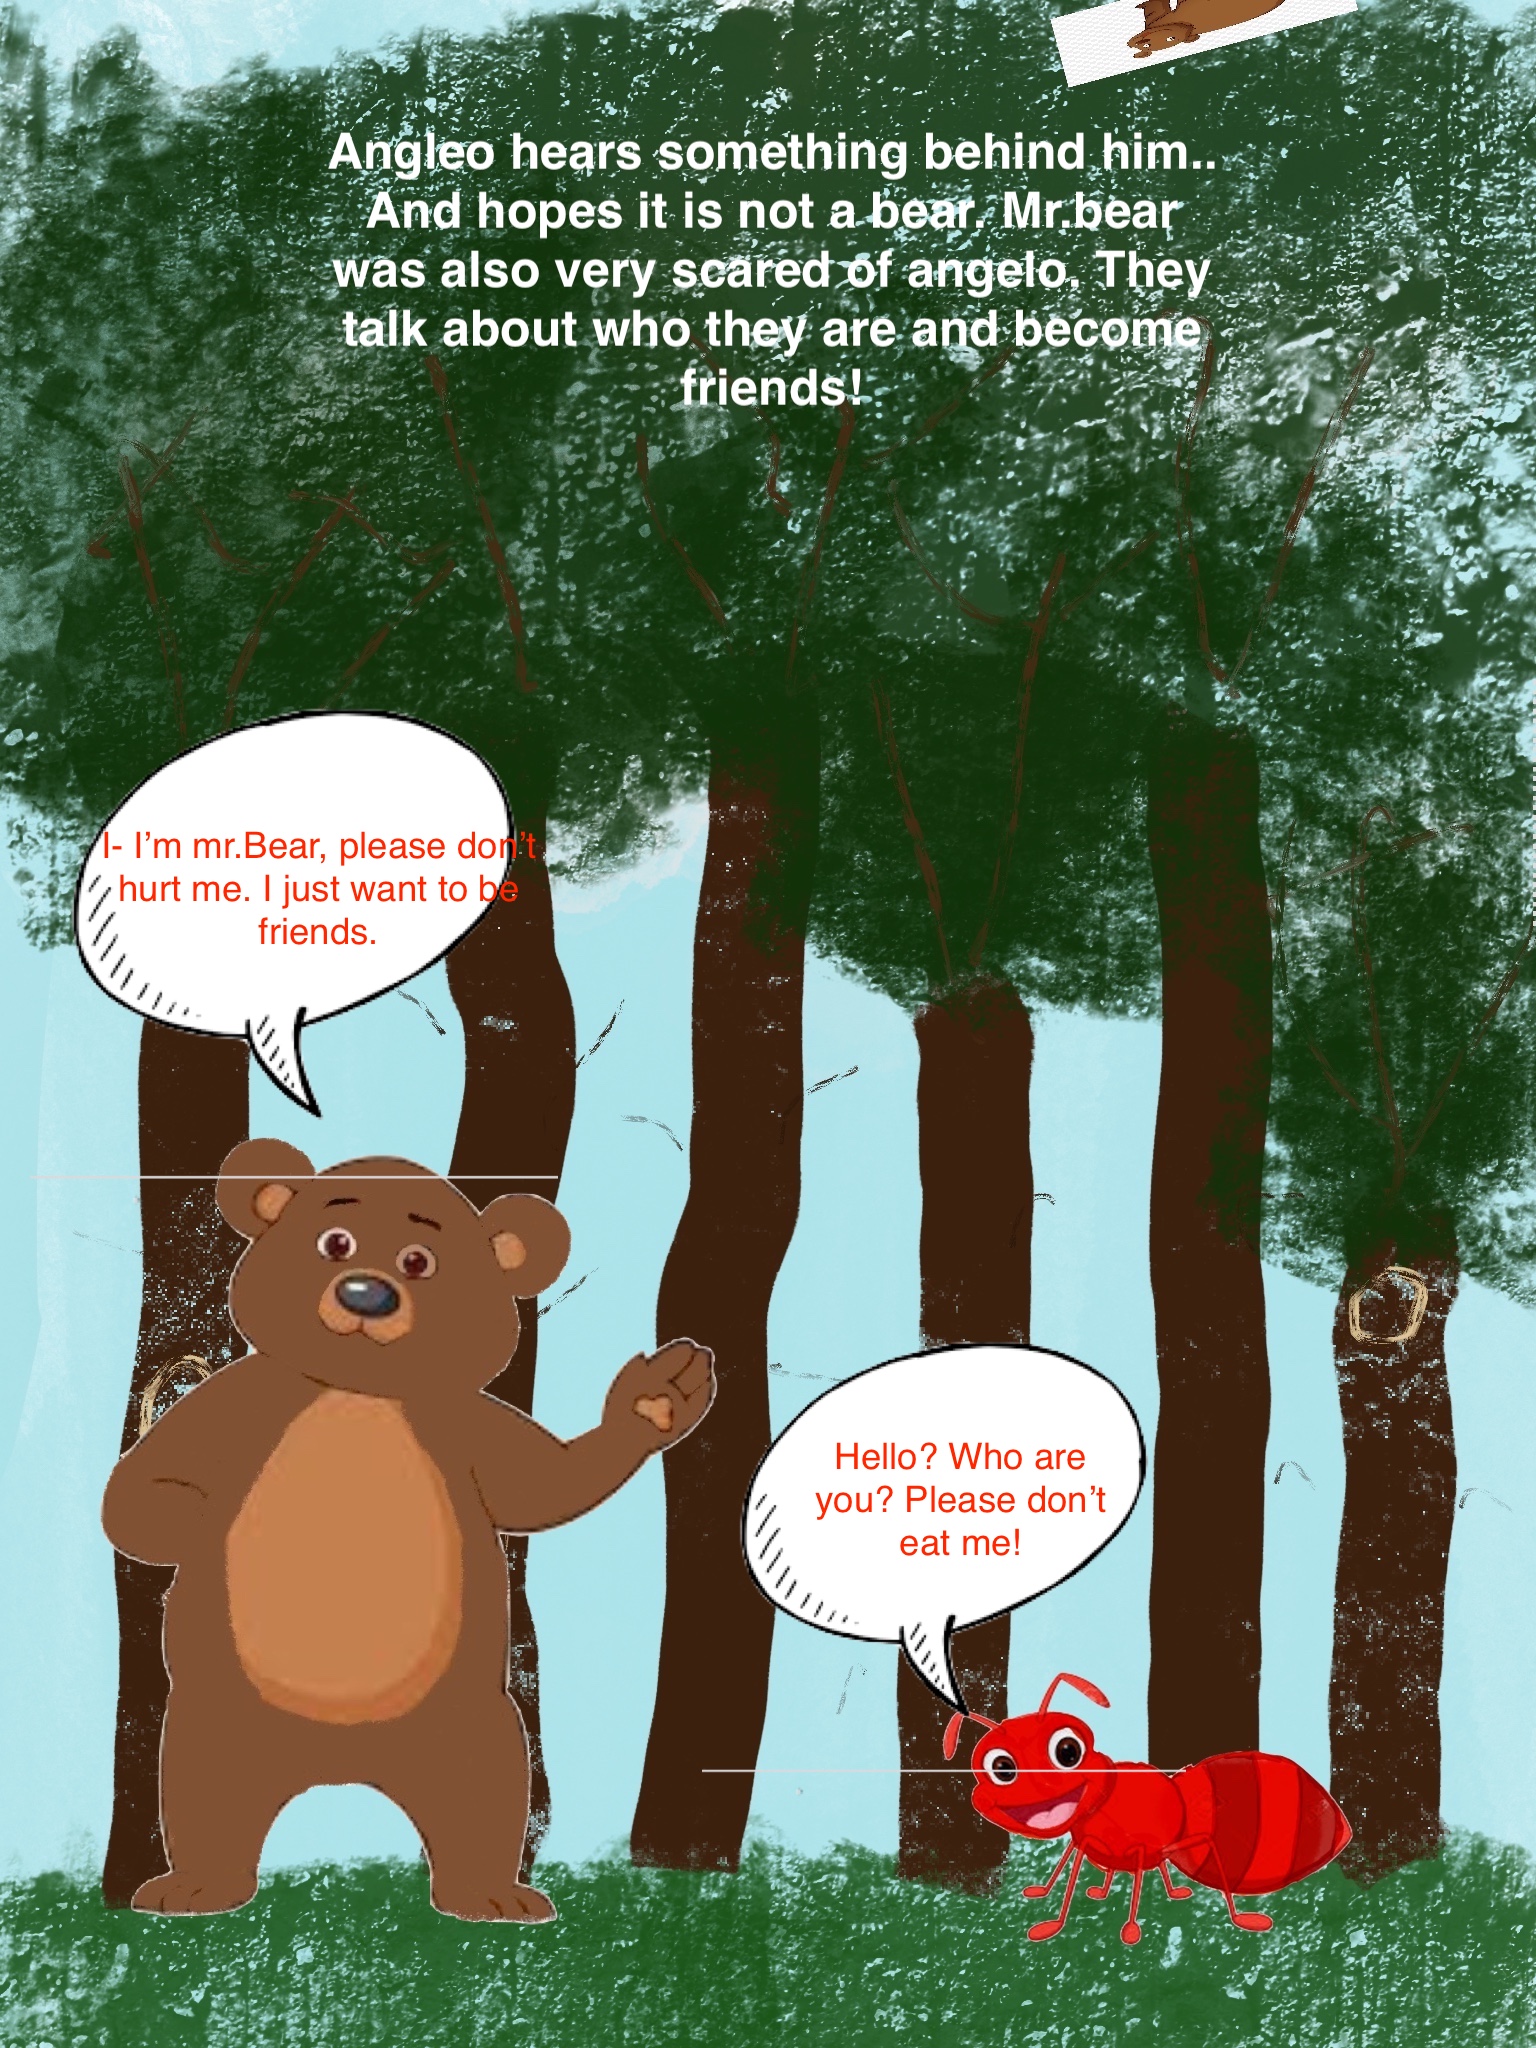 Angleo hears something behind him..
And hopes it is not a bear. Mr.bear
was also very scared of angelo. They
talk about who they are and become
friends!
I- I’m mr.Bear, please don’t
hurt me. I just want to be
friends.
Hello? Who are
you? Please don’t
eat me!